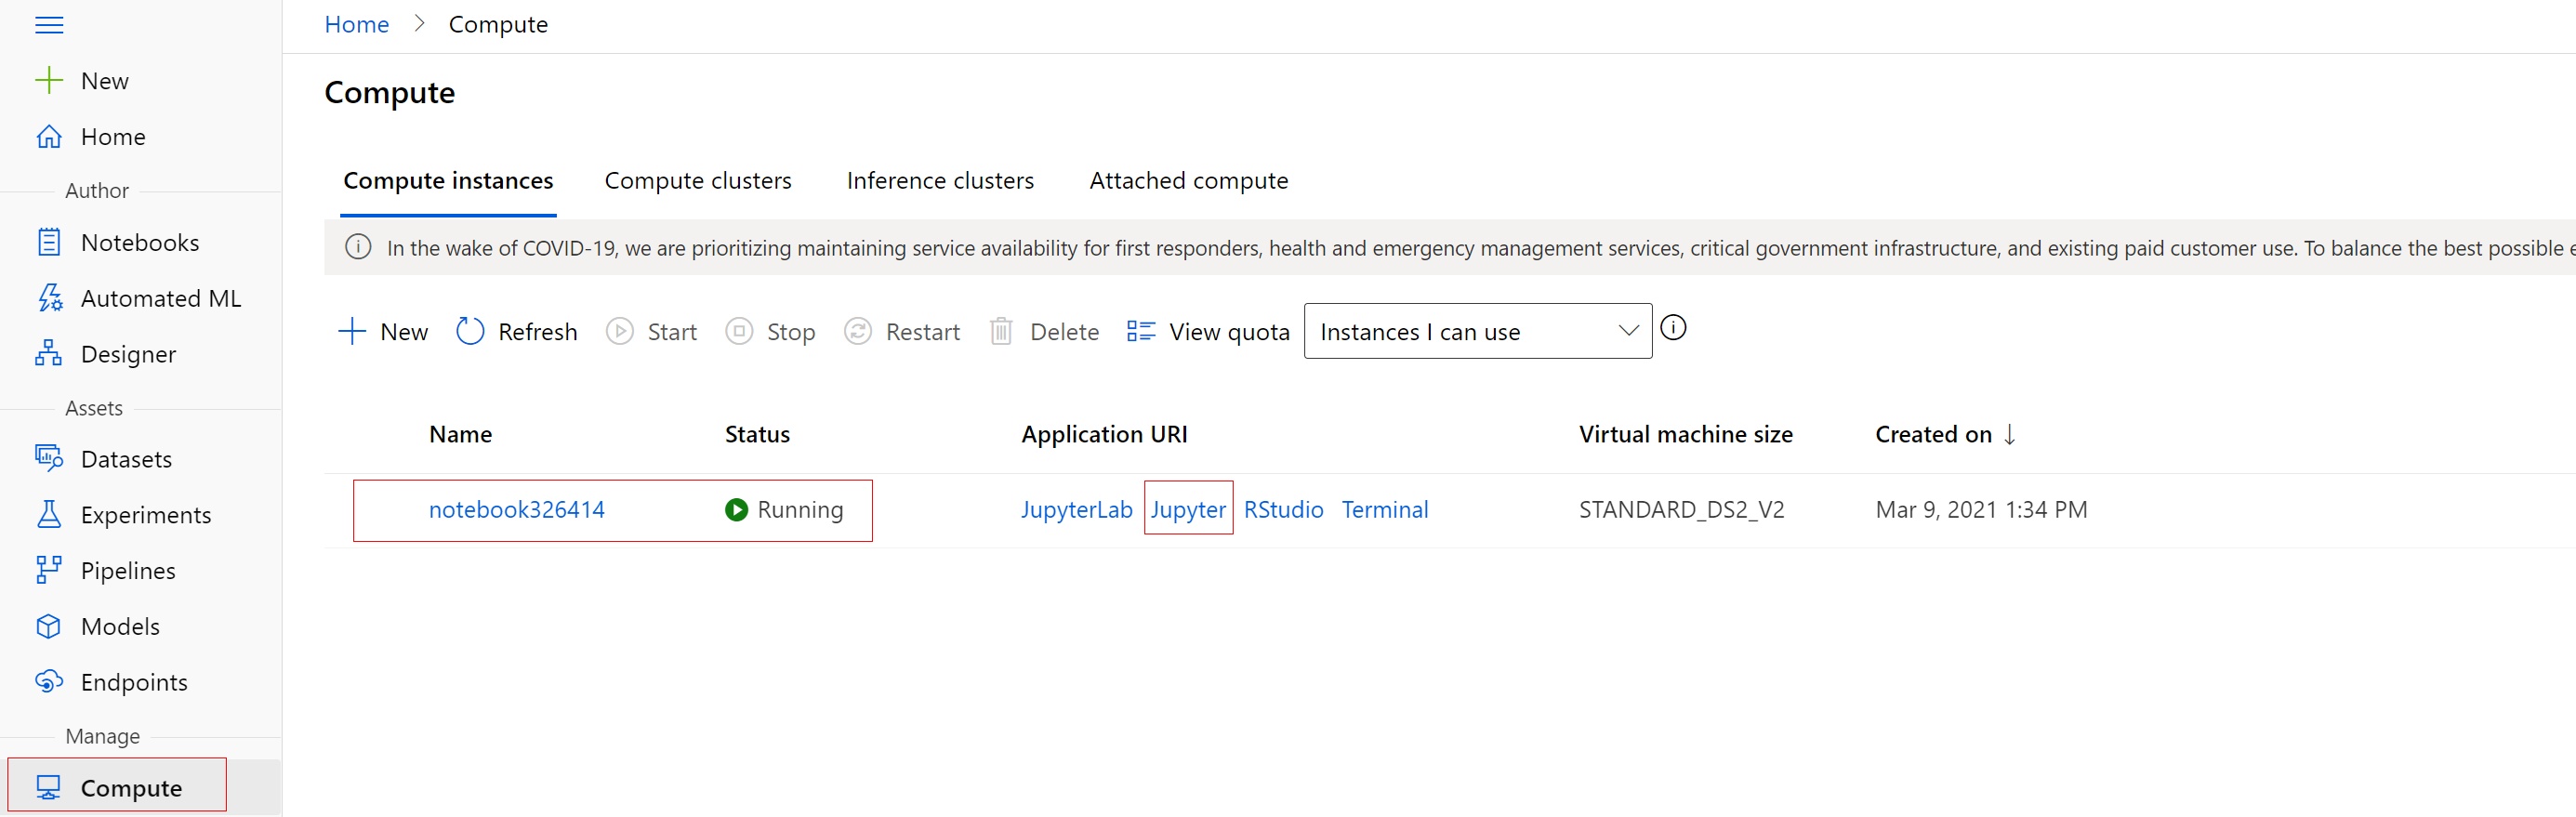 Home > Compute
New
Home
Author
Notebooks
Automated ML
Designer
Assets
Datasets
Experiments
Pipelines
Models
Endpoints
Manage
Compute
Compute
Compute instances Compute clusters Inference clusters Attached compute
In the wake of COVID-19, we are prioritizing maintaining service availability for first responders, health and emergency management services, critical government infrastructure, and existing paid customer use. To balance the best possible
New Refresh Start Stop Restart Delete View quota Instances I can use
Name Status Application URI Virtual machine size Created on ↓
notebook326414 Running JupyterLab Jupyter RStudio Terminal STANDARD_DS2_V2 Mar 9, 2021 1:34 PM